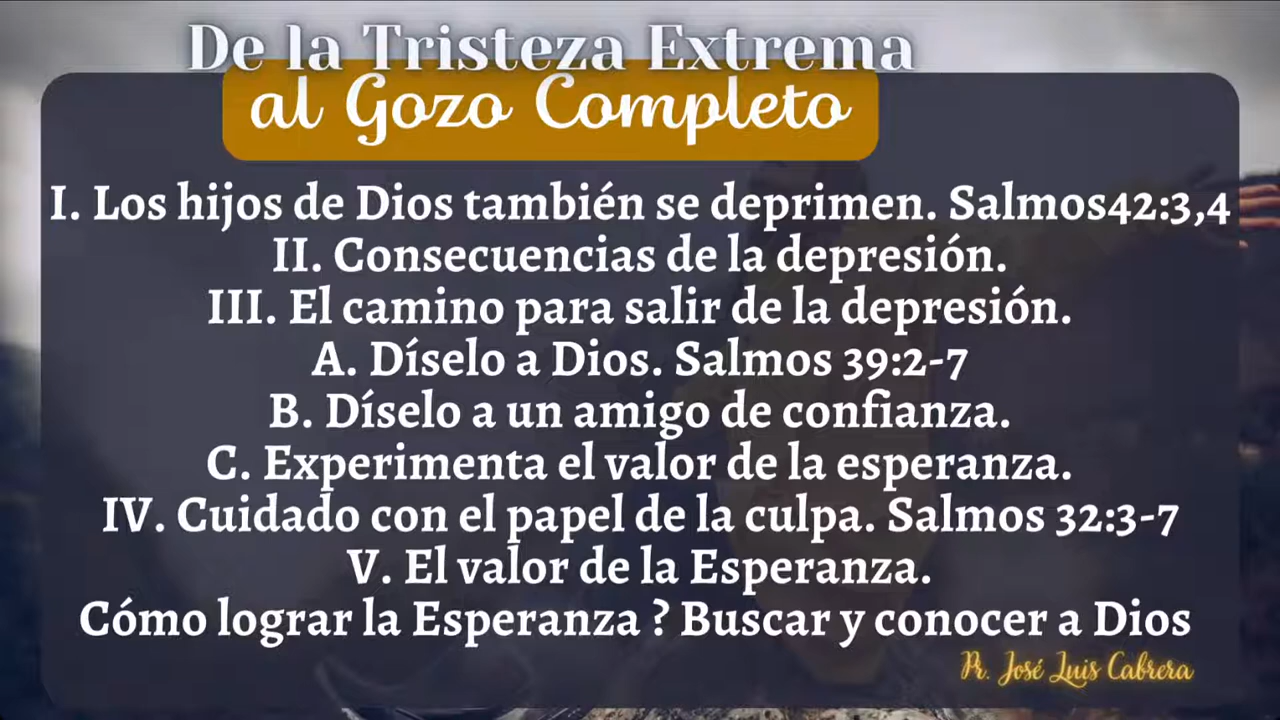 De la Tristeza Extrema
al Gozo Completo
I. Los hijos de Dios también se deprimen. Salmos42:3,4
II. Consecuencias de la depresión.
III. El camino para salir de la depresión.
A. Díselo a Dios. Salmos 39:2-7
B. Díselo a un amigo de confianza.
C. Experimenta el valor de la esperanza.
IV. Cuidado con el papel de la culpa. Salmos 32:3-7
V. El valor de la Esperanza.
Cómo lograr la Esperanza ? Buscar y conocer a Dios
Pr. José Luis Cabrera